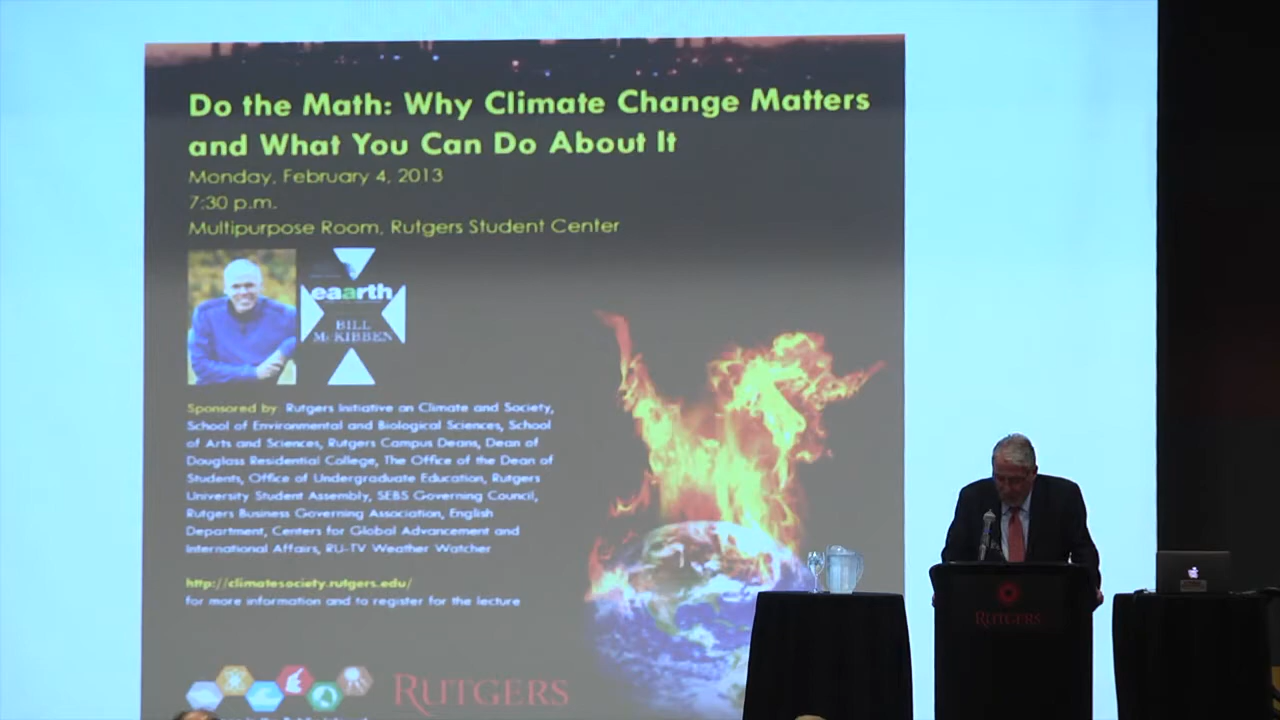 Do the Math: Why Climate Change Matters
and What You Can Do About It
Monday, February 4, 2013
7:30 p.m.
Multipurpose Room, Rutgers Student Center
eaarth
BILL
McKIBBEN
Sponsored by Rutgers Initiative on Climate and Society,
School of Environmental and Biological Sciences, School
of Arts and Sciences, Rutgers Campus Deans, Dean of
Douglass Residential College, The Office of the Dean of
Students, Office of Undergraduate Education, Rutgers
University Student Assembly, SEBS Governing Council,
Rutgers Business Governing Association, English
Department, Centers for Global Advancement and
International Affairs, RU-TV Weather Watcher
http://climatesociety.rutgers.edu/
for more information and to register for the lecture
RUTGERS
RUTGERS